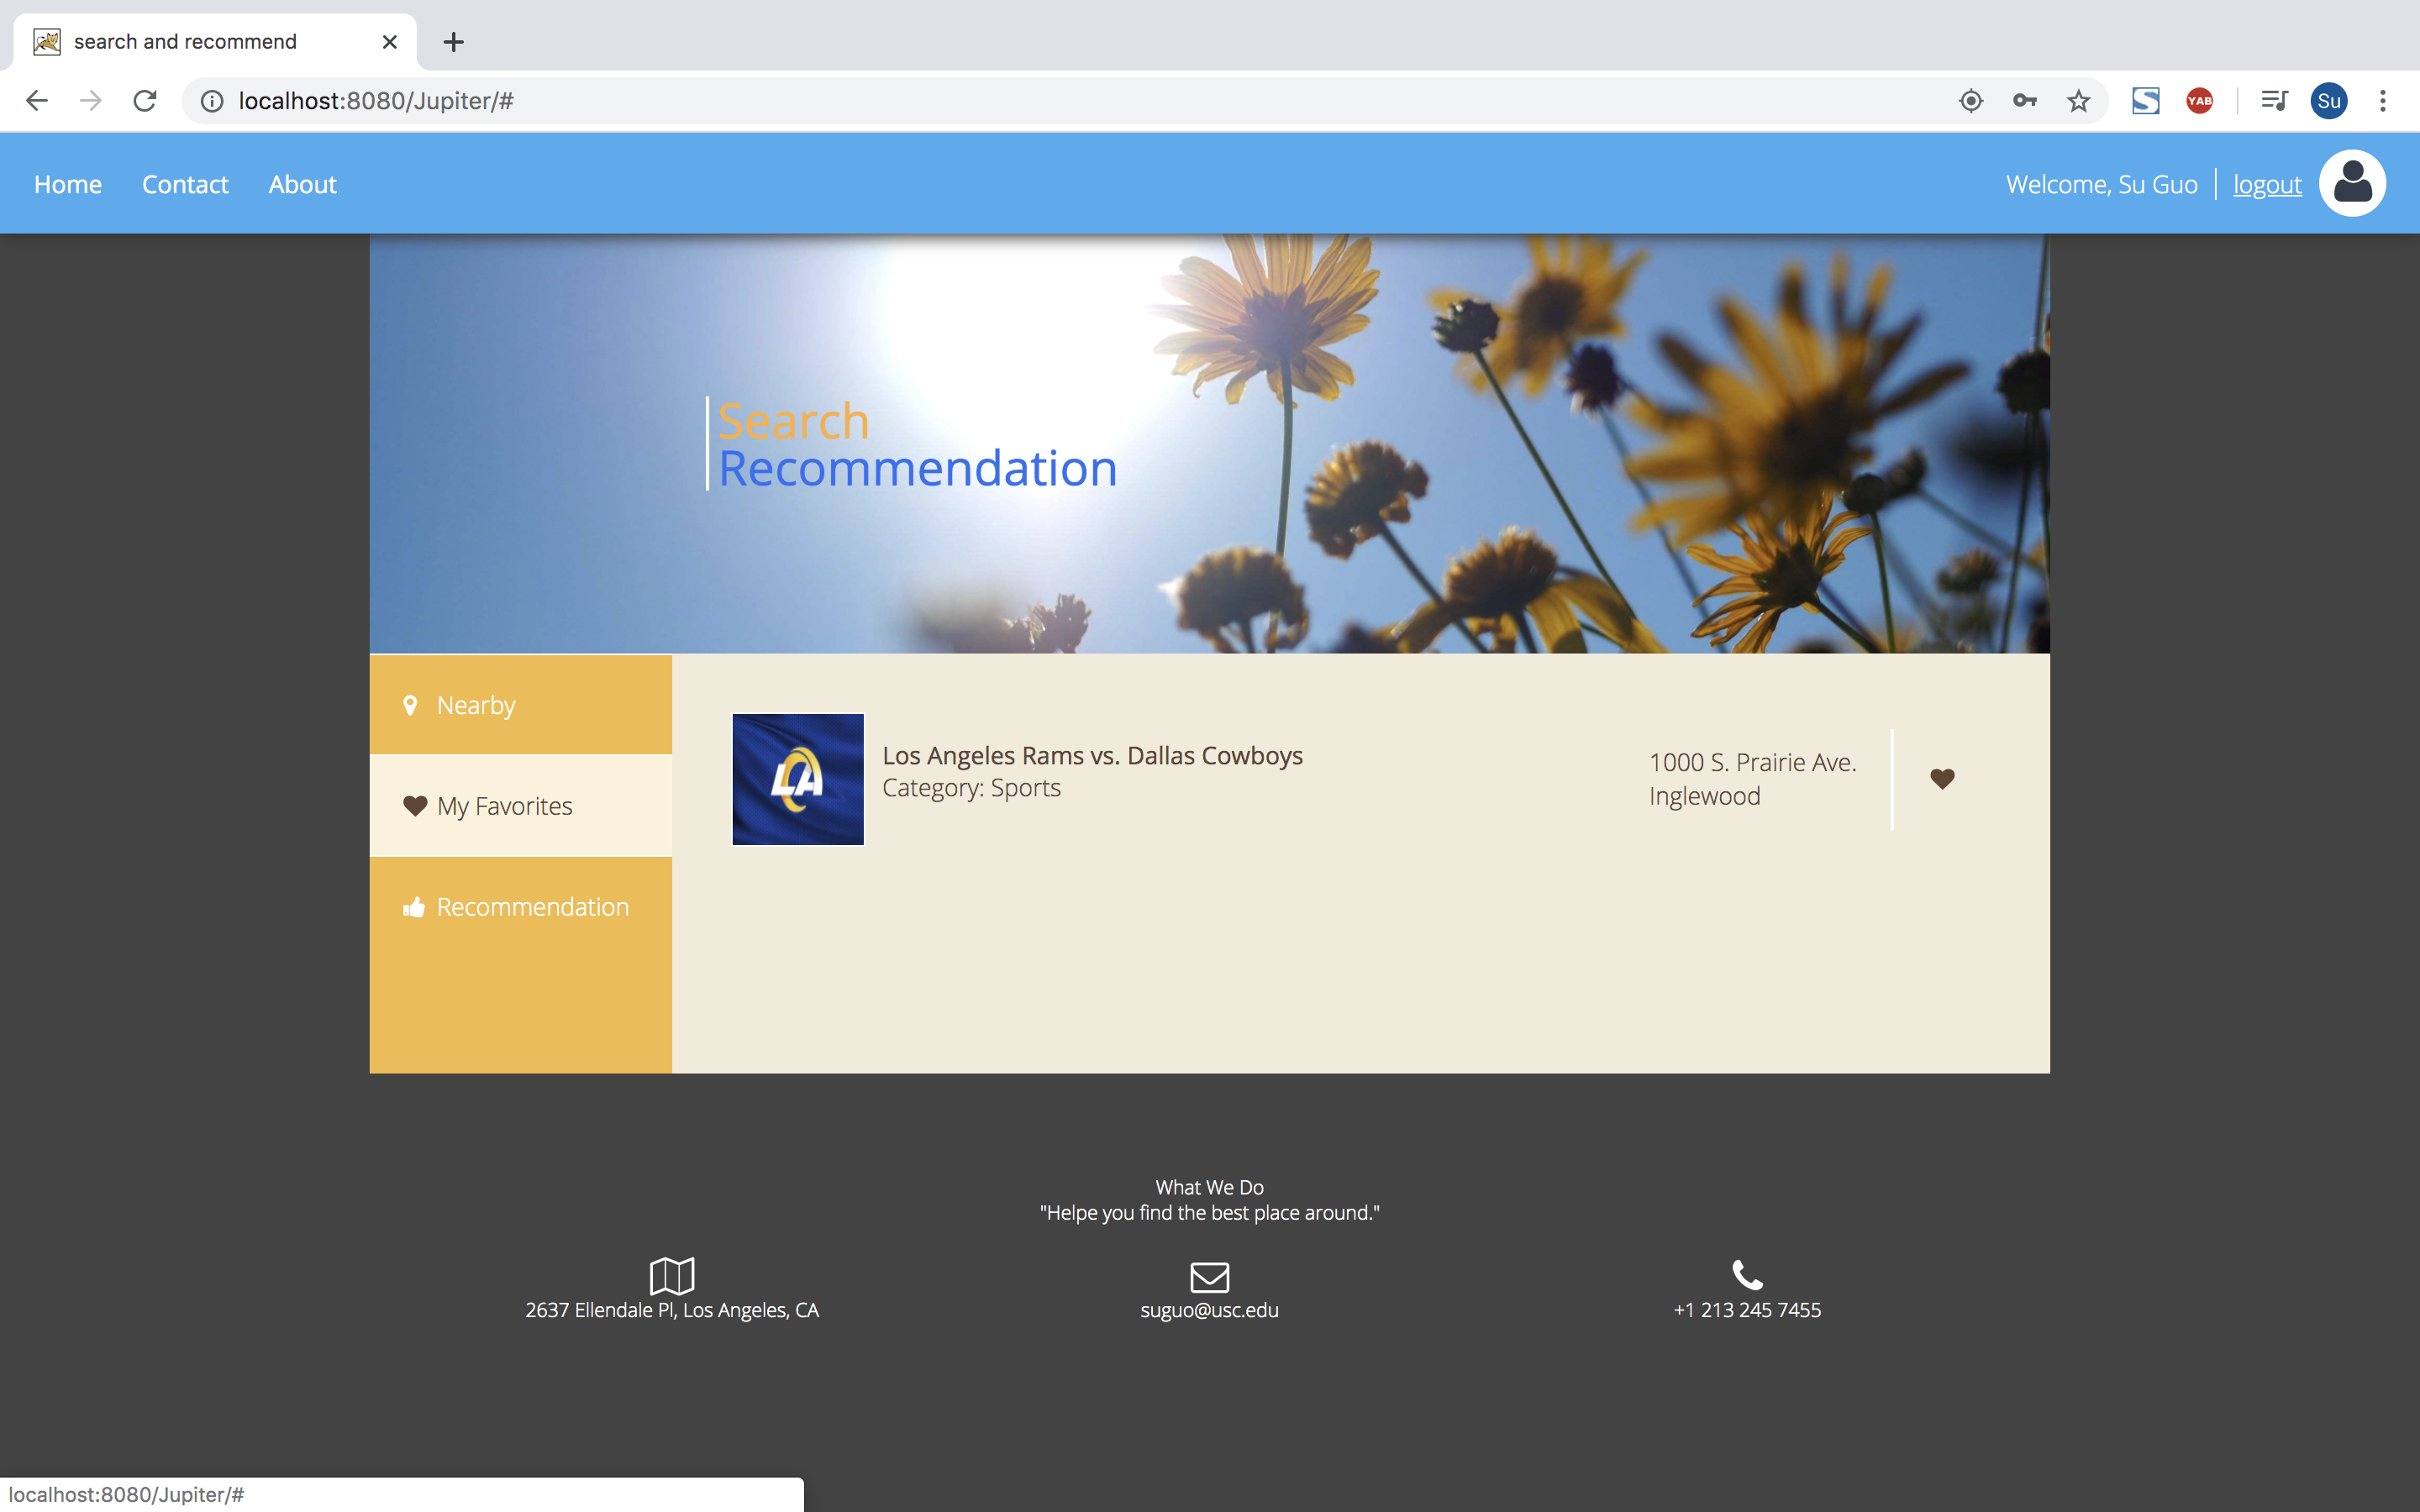 search and recommend
localhost:8080/Jupiter/#
YAB
Su
Home Contact About
Welcome, Su Guo logout
Search
Recommendation
Nearby
My Favorites
Recommendation
LA
Los Angeles Rams vs. Dallas Cowboys
Category: Sports
1000 S. Prairie Ave.
Inglewood
What We Do
"Helpe you find the best place around."
2637 Ellendale Pl, Los Angeles, CA
suguo@usc.edu
+1 213 245 7455
localhost:8080/Jupiter/#